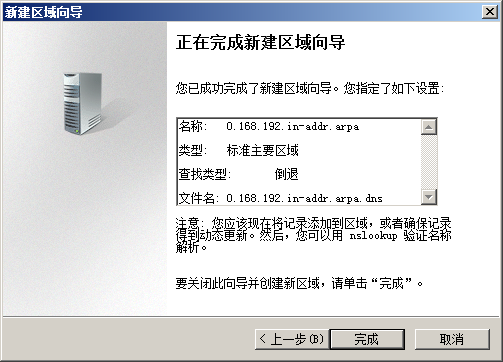 新建区域向导
正在完成新建区域向导
您已成功完成了新建区域向导。您指定了如下设置:
名称: 0.168.192.in-addr.arpa
类型: 标准主要区域
查找类型: 倒退
文件名: 0.168.192.in-addr.arpa.dns
注意: 您应该现在将记录添加到区域，或者确保记录
得到动态更新。然后，您可以用 nslookup 验证名称
解析。
要关闭此向导并创建新区域，请单击“完成”。
< 上一步(B)
完成
取消